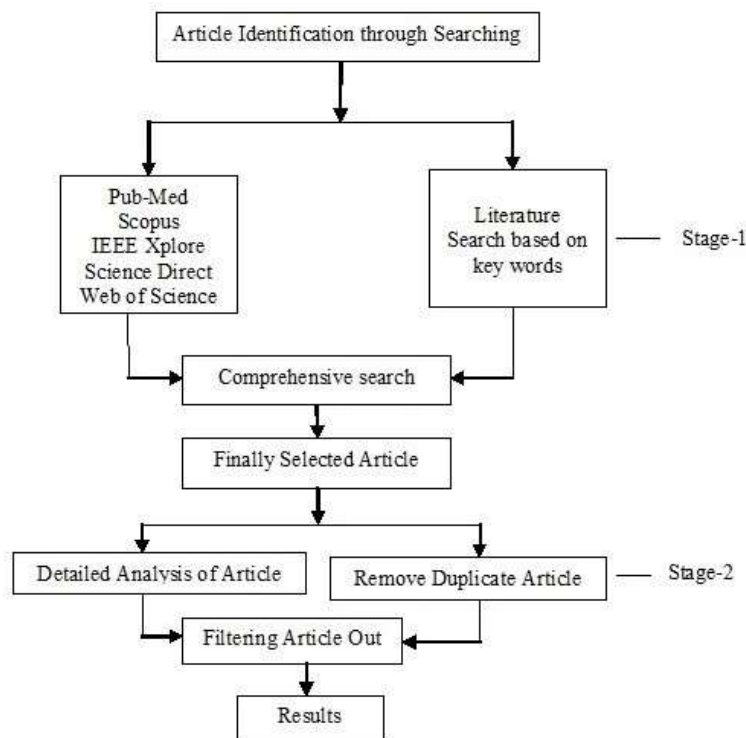 Article Identification through Searching
Pub-Med
Scopus
IEEE Xplore
Science Direct
Web of Science
Literature
Search based on
key words
Stage-1
Comprehensive search
Finally Selected Article
Detailed Analysis of Article
Remove Duplicate Article
Stage-2
Filtering Article Out
Results